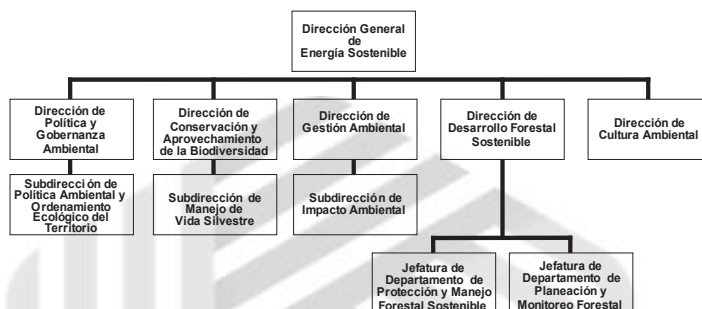 Dirección General
de
Energía Sostenible
Dirección de
Política y
Gobernanza
Ambiental
Dirección de
Conservación y
Aprovechamiento
de la Biodiversidad
Dirección de
Gestión Ambiental
Dirección de
Desarrollo Forestal
Sostenible
Dirección de
Cultura Ambiental
Subdirección de
Política Ambiental y
Ordenamiento
Ecológico del
Territorio
Subdirección de
Manejo de
Vida Silvestre
Subdirección de
Impacto Ambiental
Jefatura de
Departamento de
Protección y Manejo
Forestal Sostenible
Jefatura de
Departamento de
Planeación y
Monitoreo Forestal